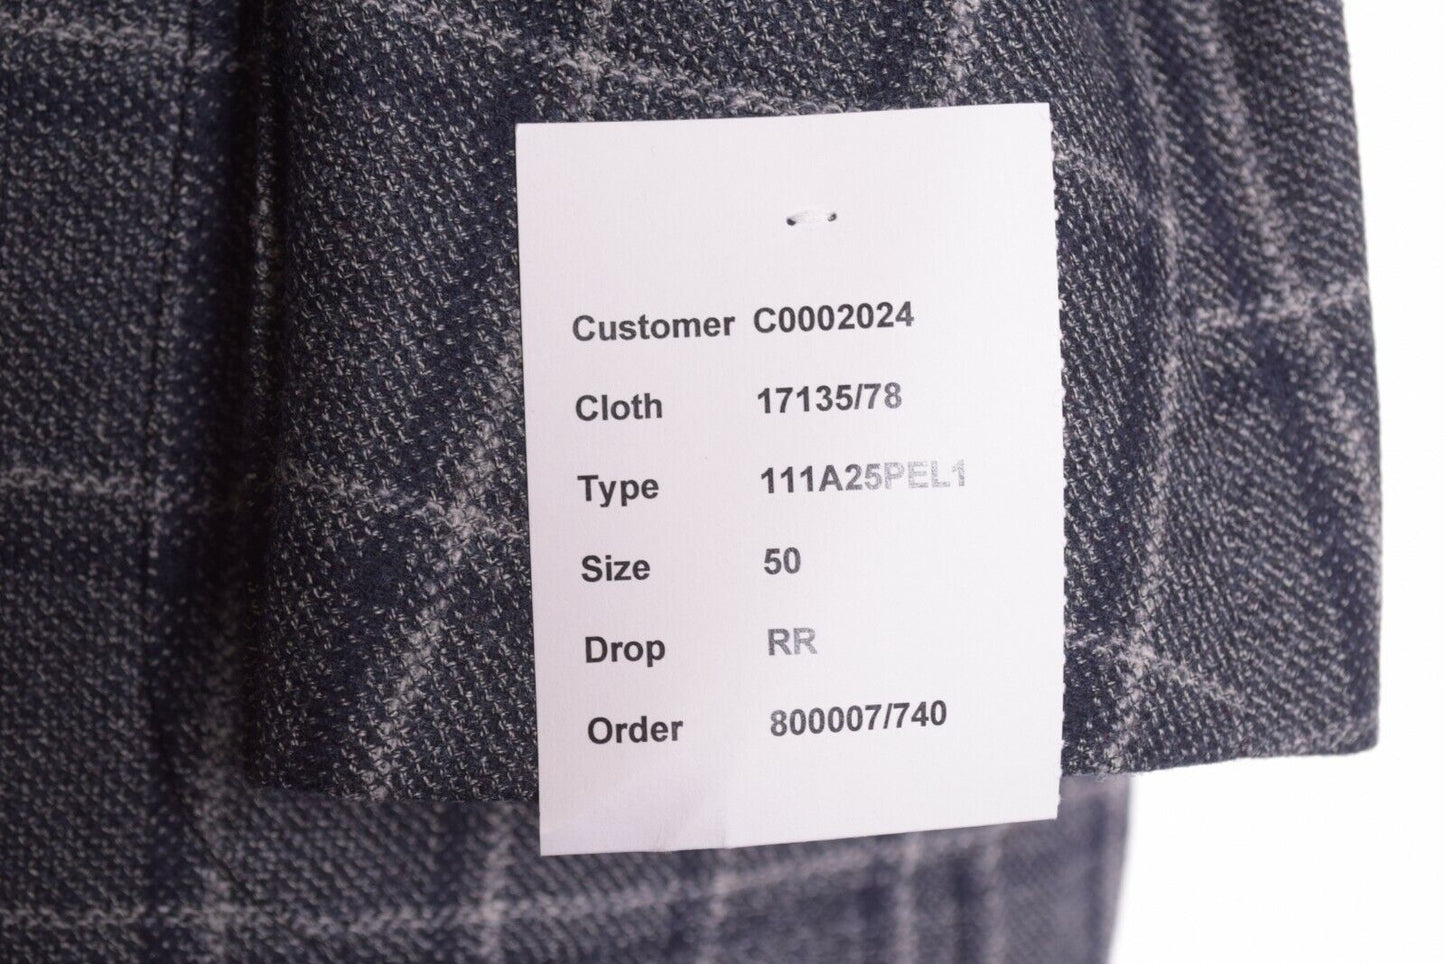 Customer C0002024
Cloth 17135/78
Type 111A25PEL1
Size 50
Drop RR
Order 800007/740